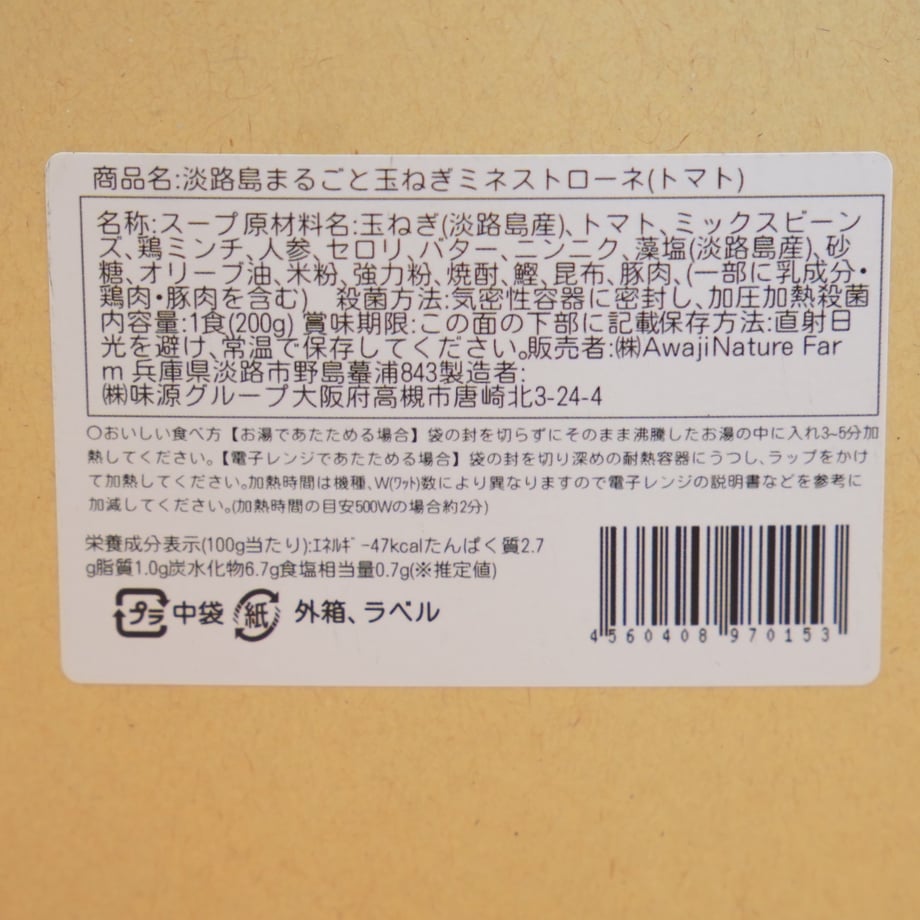 商品名:淡路島まるごと玉ねぎミネストローネ(トマト)
名称:スープ原材料名:玉ねぎ(淡路島産)、トマト、ミックスビーン
ズ、鶏ミンチ、人参、セロリ、バター、ニンニク、藻塩(淡路島産)、砂
糖、オリーブ油、米粉、強力粉、焼酎、鰹、昆布、豚肉、(一部に乳成分・
鶏肉・豚肉を含む) 殺菌方法:気密性容器に密封し、加圧加熱殺菌
内容量:1食(200g) 賞味期限:この面の下部に記載保存方法:直射日
光を避け、常温で保存してください。販売者:㈱AwajiNature Far
m 兵庫県淡路市野島蟇浦843製造者:
㈱味源グループ大阪府高槻市唐崎北3-24-4
〇おいしい食べ方【お湯であたためる場合】袋の封を切らずにそのまま沸騰したお湯の中に入れ3~5分加
熱してください。【電子レンジであたためる場合】袋の封を切り深めの耐熱容器にうつし、ラップをかけ
て加熱してください。加熱時間は機種、W(ワット)数により異なりますので電子レンジの説明書などを参考に
加減してください。(加熱時間の目安500Wの場合約2分)
栄養成分表示(100g当たり):エネルギー47kcalたんぱく質2.7
g脂質1.0g炭水化物6.7g食塩相当量0.7g(※推定値)
プラ 中袋 紙 外箱、ラベル
4560408970153